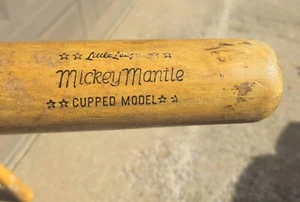 ☆☆ Little League ☆☆
Mickey Mantle
☆☆ CUPPED MODEL ☆☆